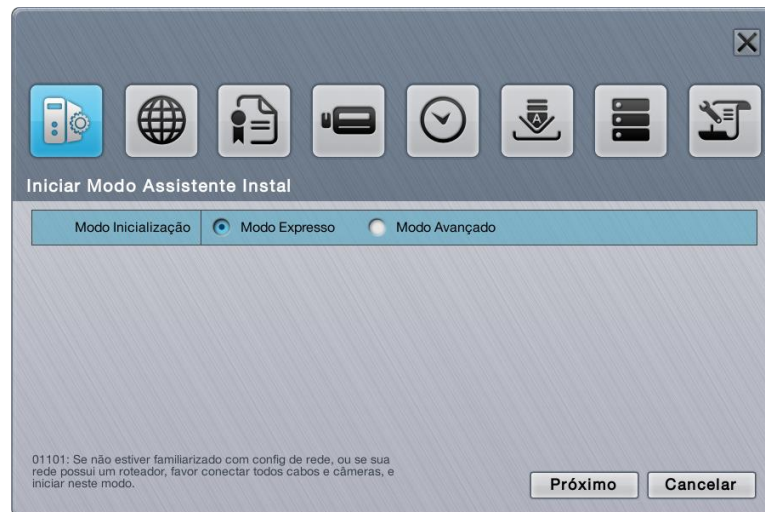 Iniciar Modo Assistente Instal
Modo Inicialização Modo Expresso Modo Avançado
01101: Se não estiver familiarizado com config de rede, ou se sua
rede possui um roteador, favor conectar todos cabos e câmeras, e
iniciar neste modo.
Próximo Cancelar